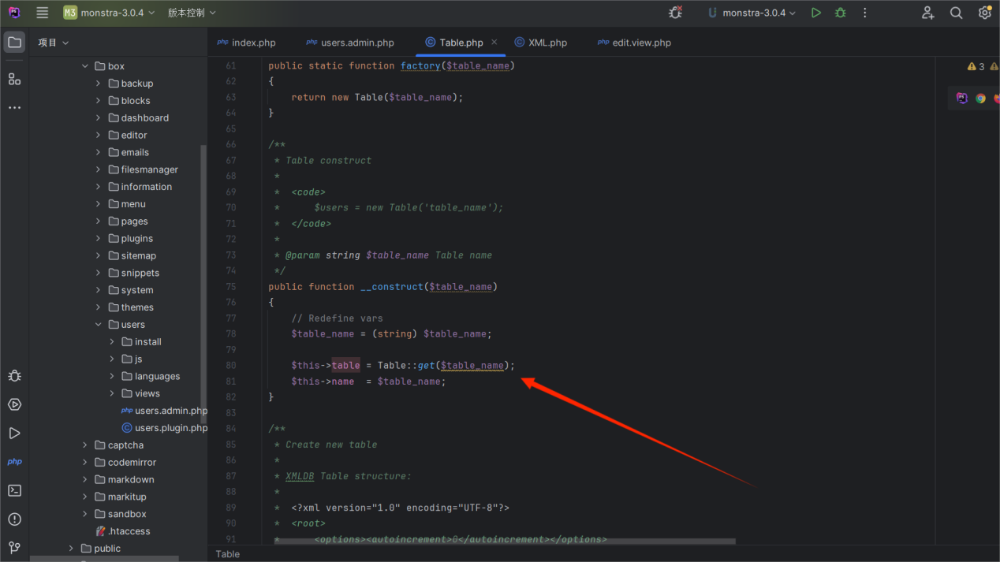 M3 monstra-3.0.4 版本控制 monstra-3.0.4
项目
index.php users.admin.php Table.php XML.php edit.view.php
box
backup
blocks
dashboard
editor
emails
filesmanager
information
menu
pages
plugins
sitemap
snippets
system
themes
users
install
js
languages
views
users.admin.php
users.plugin.php
captcha
codemirror
markdown
markitup
sandbox
.htaccess
public
61 public static function factory($table_name)
62 {
63 return new Table($table_name);
64 }
65
66 /**
67 * Table construct
68 *
69 * <code>
70 * $users = new Table('table_name');
71 * </code>
72 *
73 * @param string $table_name Table name
74 */
75 public function __construct($table_name)
76 {
77 // Redefine vars
78 $table_name = (string) $table_name;
79
80 $this->table = Table::get($table_name);
81 $this->name = $table_name;
82 }
83
84 /**
85 * Create new table
86 *
87 * XMLDB Table structure:
88 *
89 * <?xml version="1.0" encoding="UTF-8"?>
90 * <root>
91 * <options><autoincrement>0</autoincrement></options>
3
Table